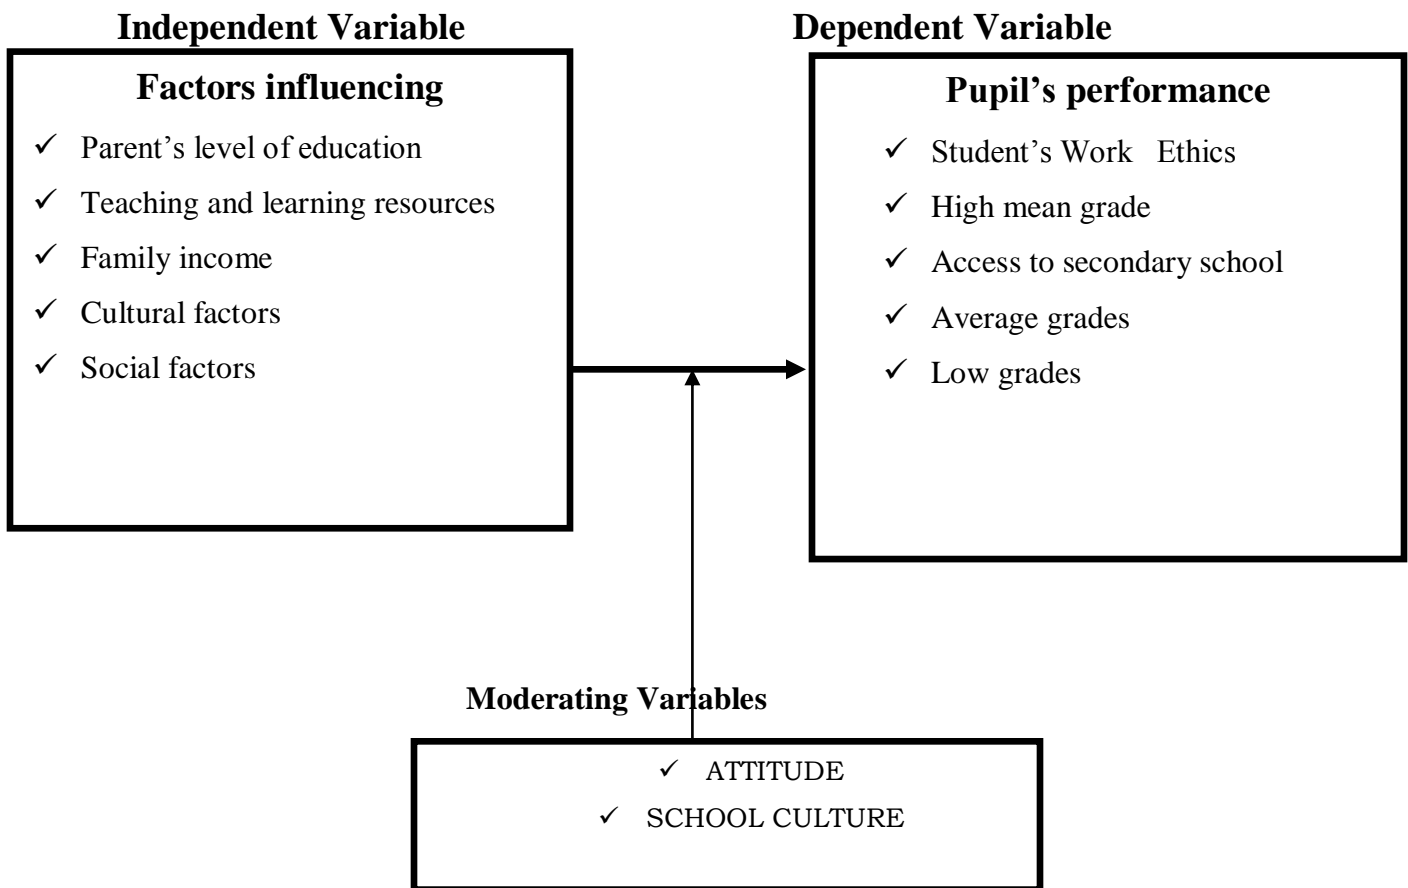 Independent Variable
Dependent Variable
Factors influencing
✓ Parent’s level of education
✓ Teaching and learning resources
✓ Family income
✓ Cultural factors
✓ Social factors
Pupil’s performance
✓ Student’s Work Ethics
✓ High mean grade
✓ Access to secondary school
✓ Average grades
✓ Low grades
Moderating Variables
✓ ATTITUDE
✓ SCHOOL CULTURE